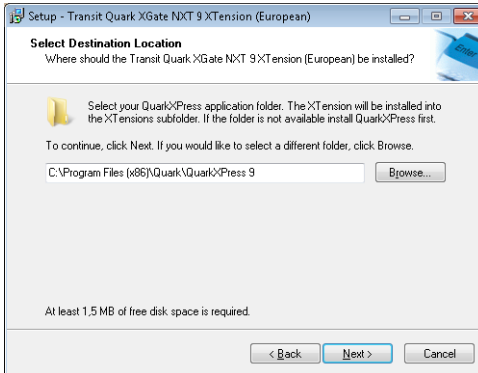 Setup - Transit Quark XGate NXT 9 XTension (European)
Select Destination Location
Where should the Transit Quark XGate NXT 9 XTension (European) be installed?
Enter
Select your QuarkXPress application folder. The XTension will be installed into
the XTensions subfolder. If the folder is not available install QuarkXPress first.
To continue, click Next. If you would like to select a different folder, click Browse.
C:\Program Files (x86)\Quark\QuarkXPress 9
Browse...
At least 1,5 MB of free disk space is required.
< Back
Next >
Cancel